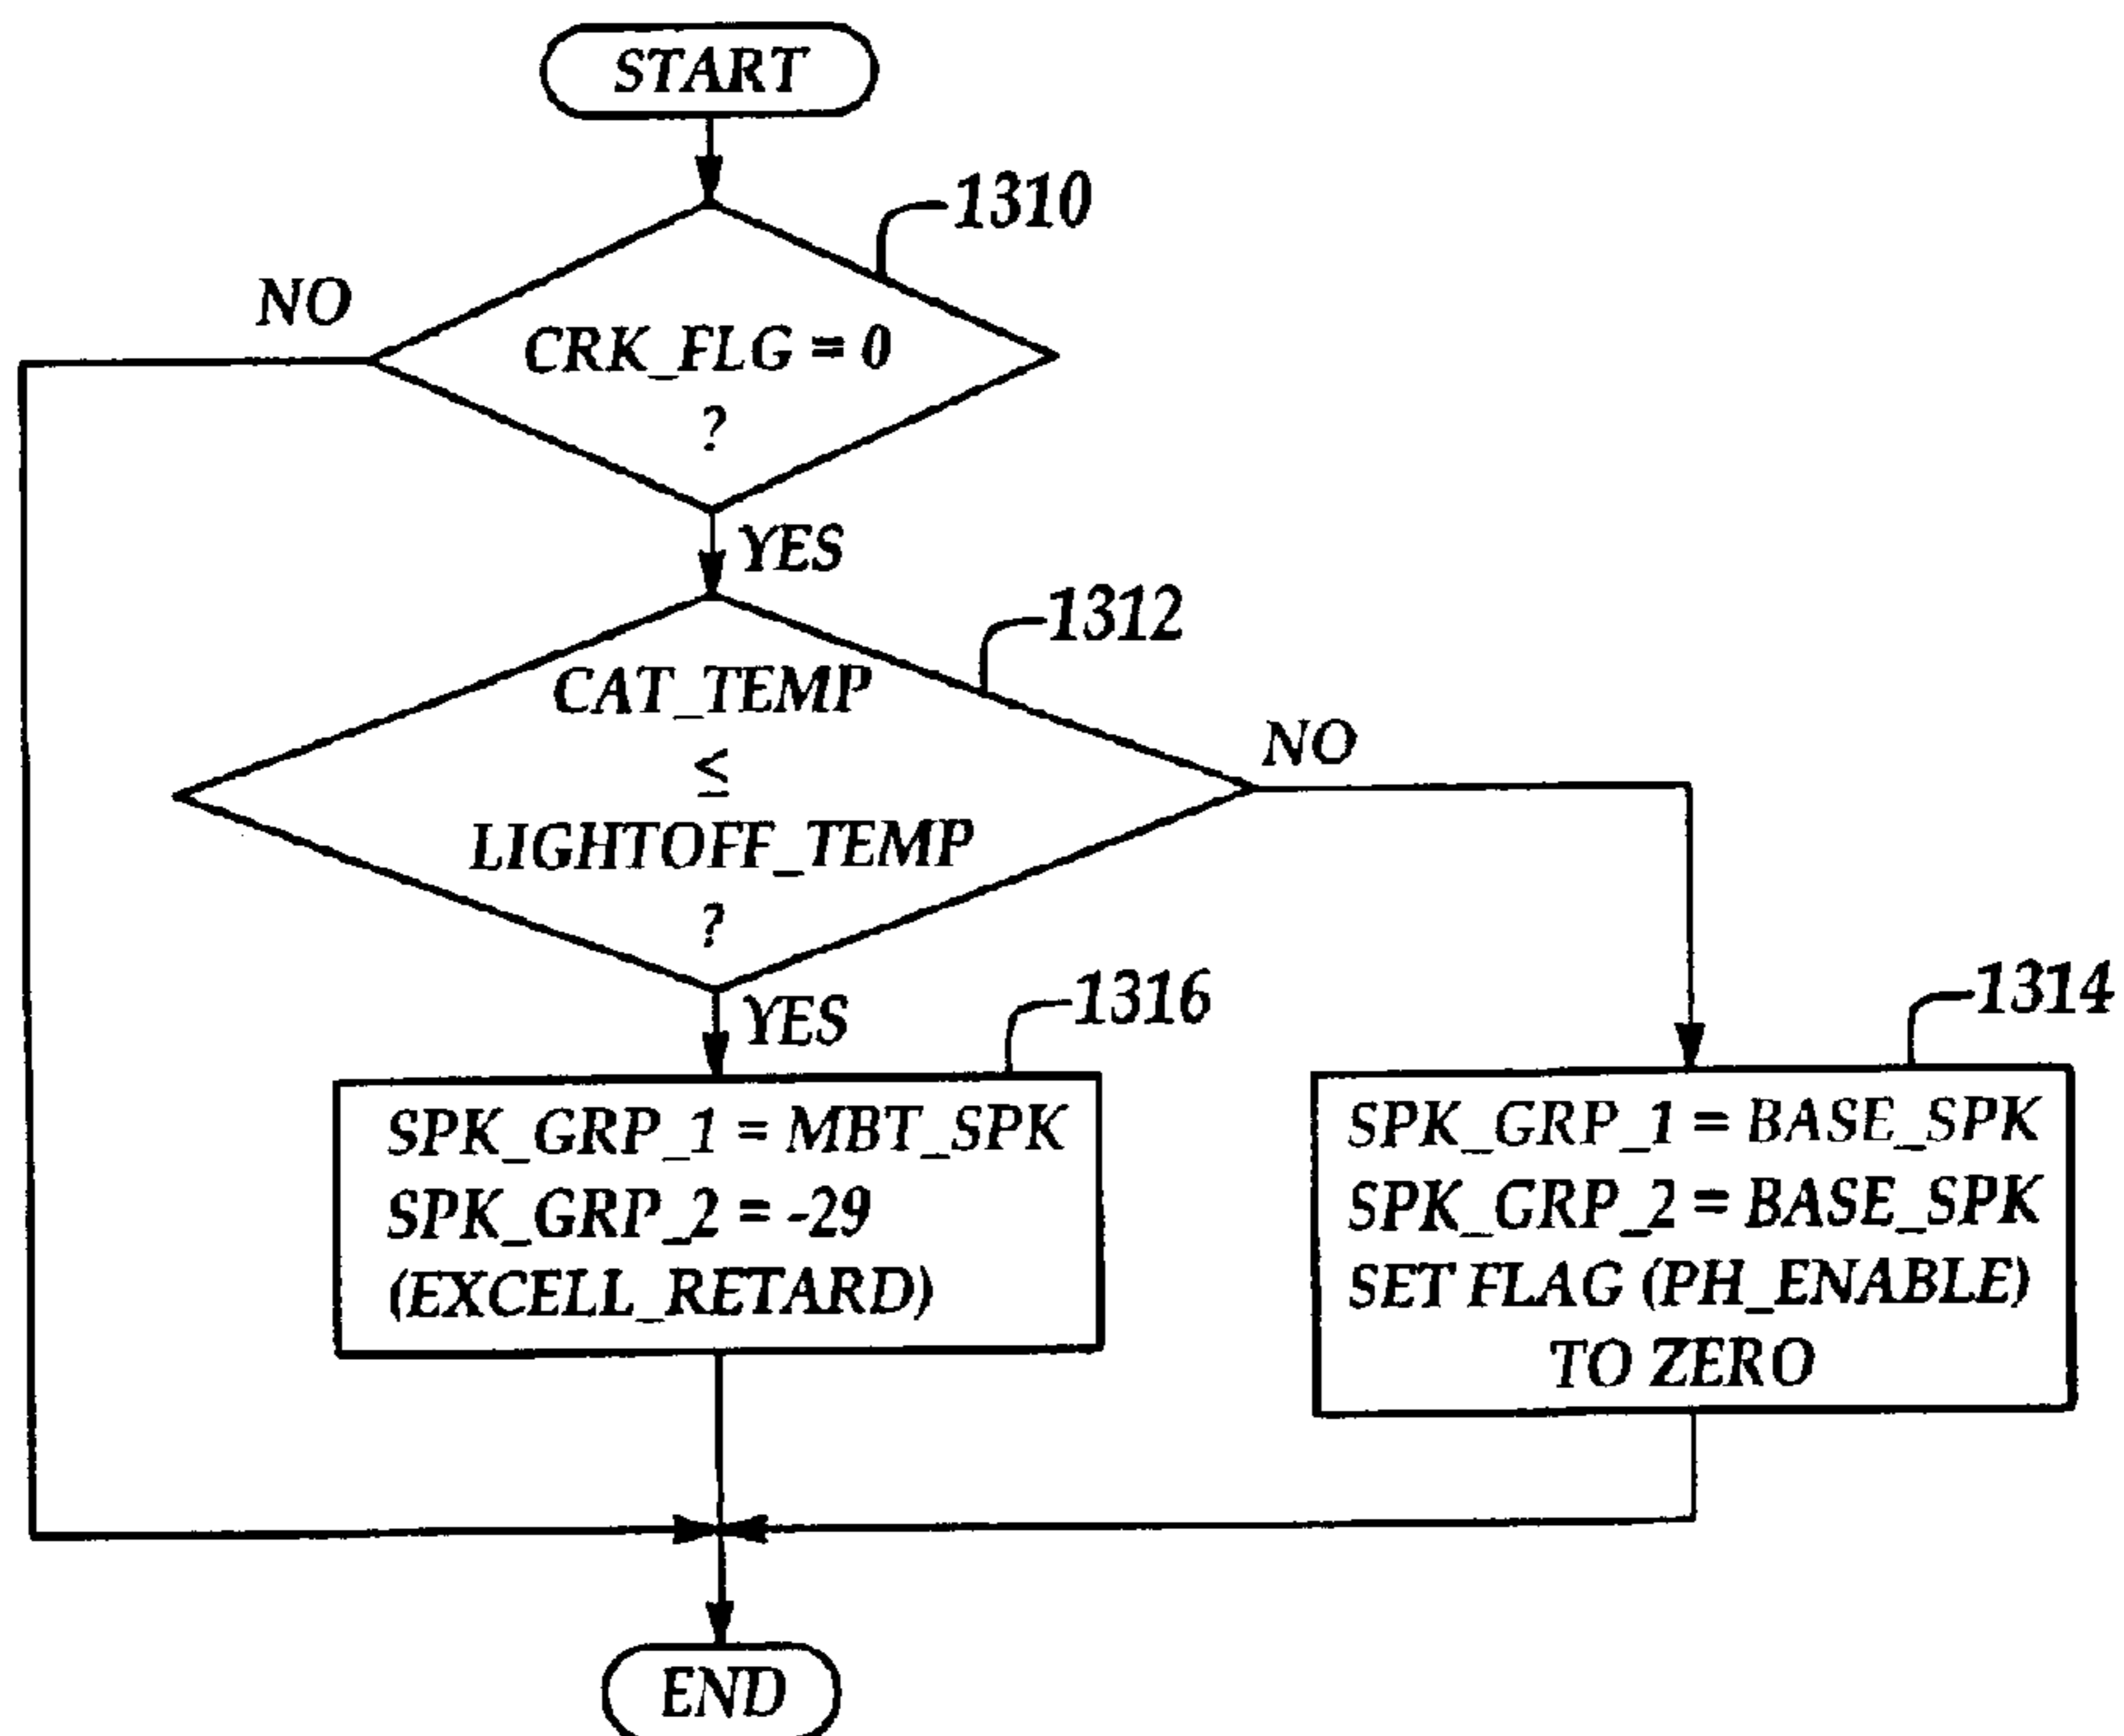 START
1310
NO
CRK_FLG = 0
?
YES
1312
CAT_TEMP
≤
LIGHTOFF_TEMP
?
NO
YES
1316
1314
SPK_GRP_1 = MBT_SPK
SPK_GRP_2 = -29
(EXCELL_RETARD)
SPK_GRP_1 = BASE_SPK
SPK_GRP_2 = BASE_SPK
SET FLAG (PH_ENABLE)
TO ZERO
END